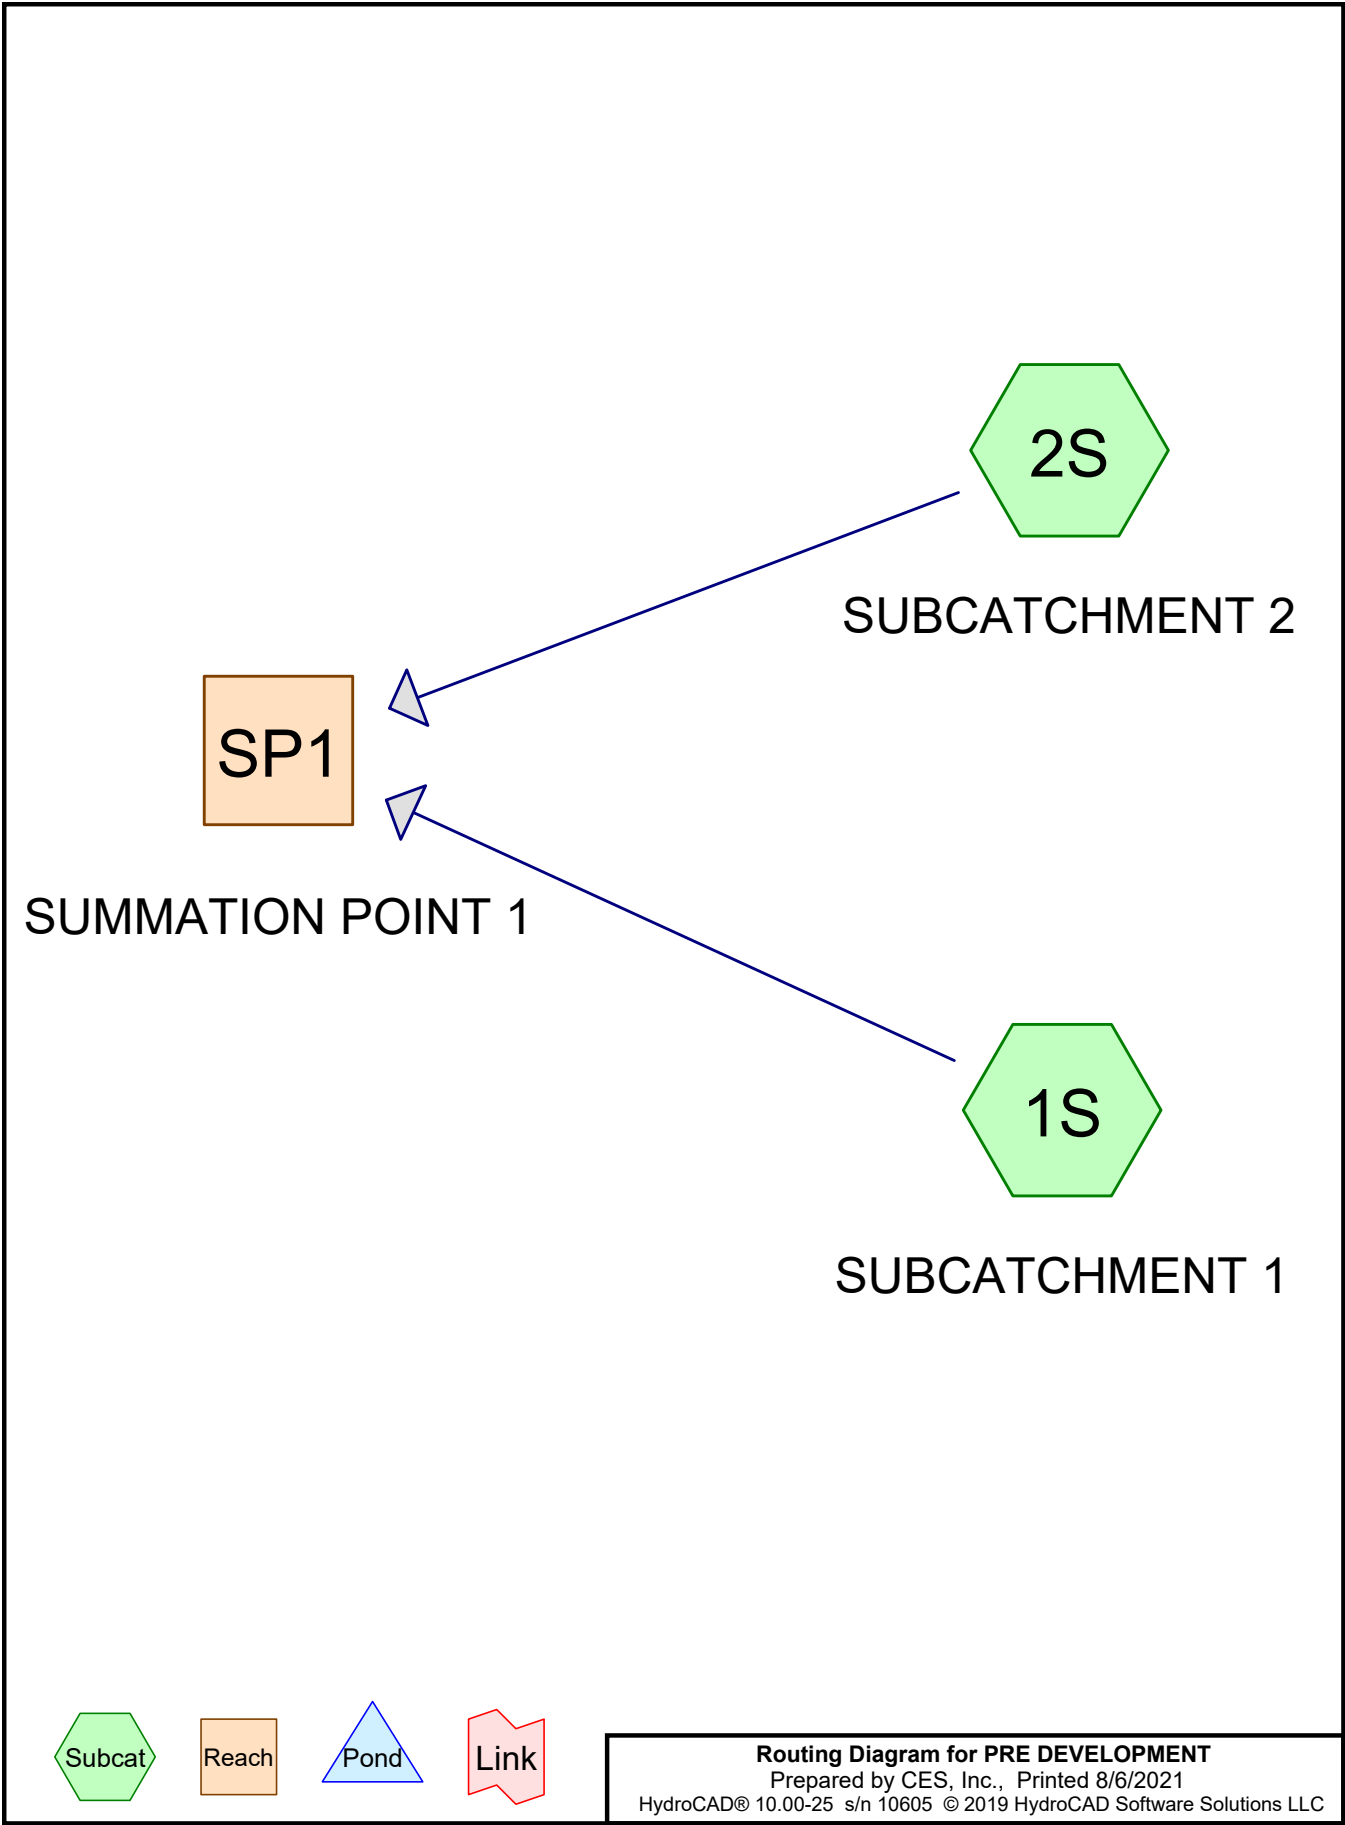 2S
SUBCATCHMENT 2
SP1
SUMMATION POINT 1
1S
SUBCATCHMENT 1
Subcat
Reach
Pond
Link
Routing Diagram for PRE DEVELOPMENT
Prepared by CES, Inc.,  Printed 8/6/2021
HydroCAD® 10.00-25  s/n 10605  © 2019 HydroCAD Software Solutions LLC